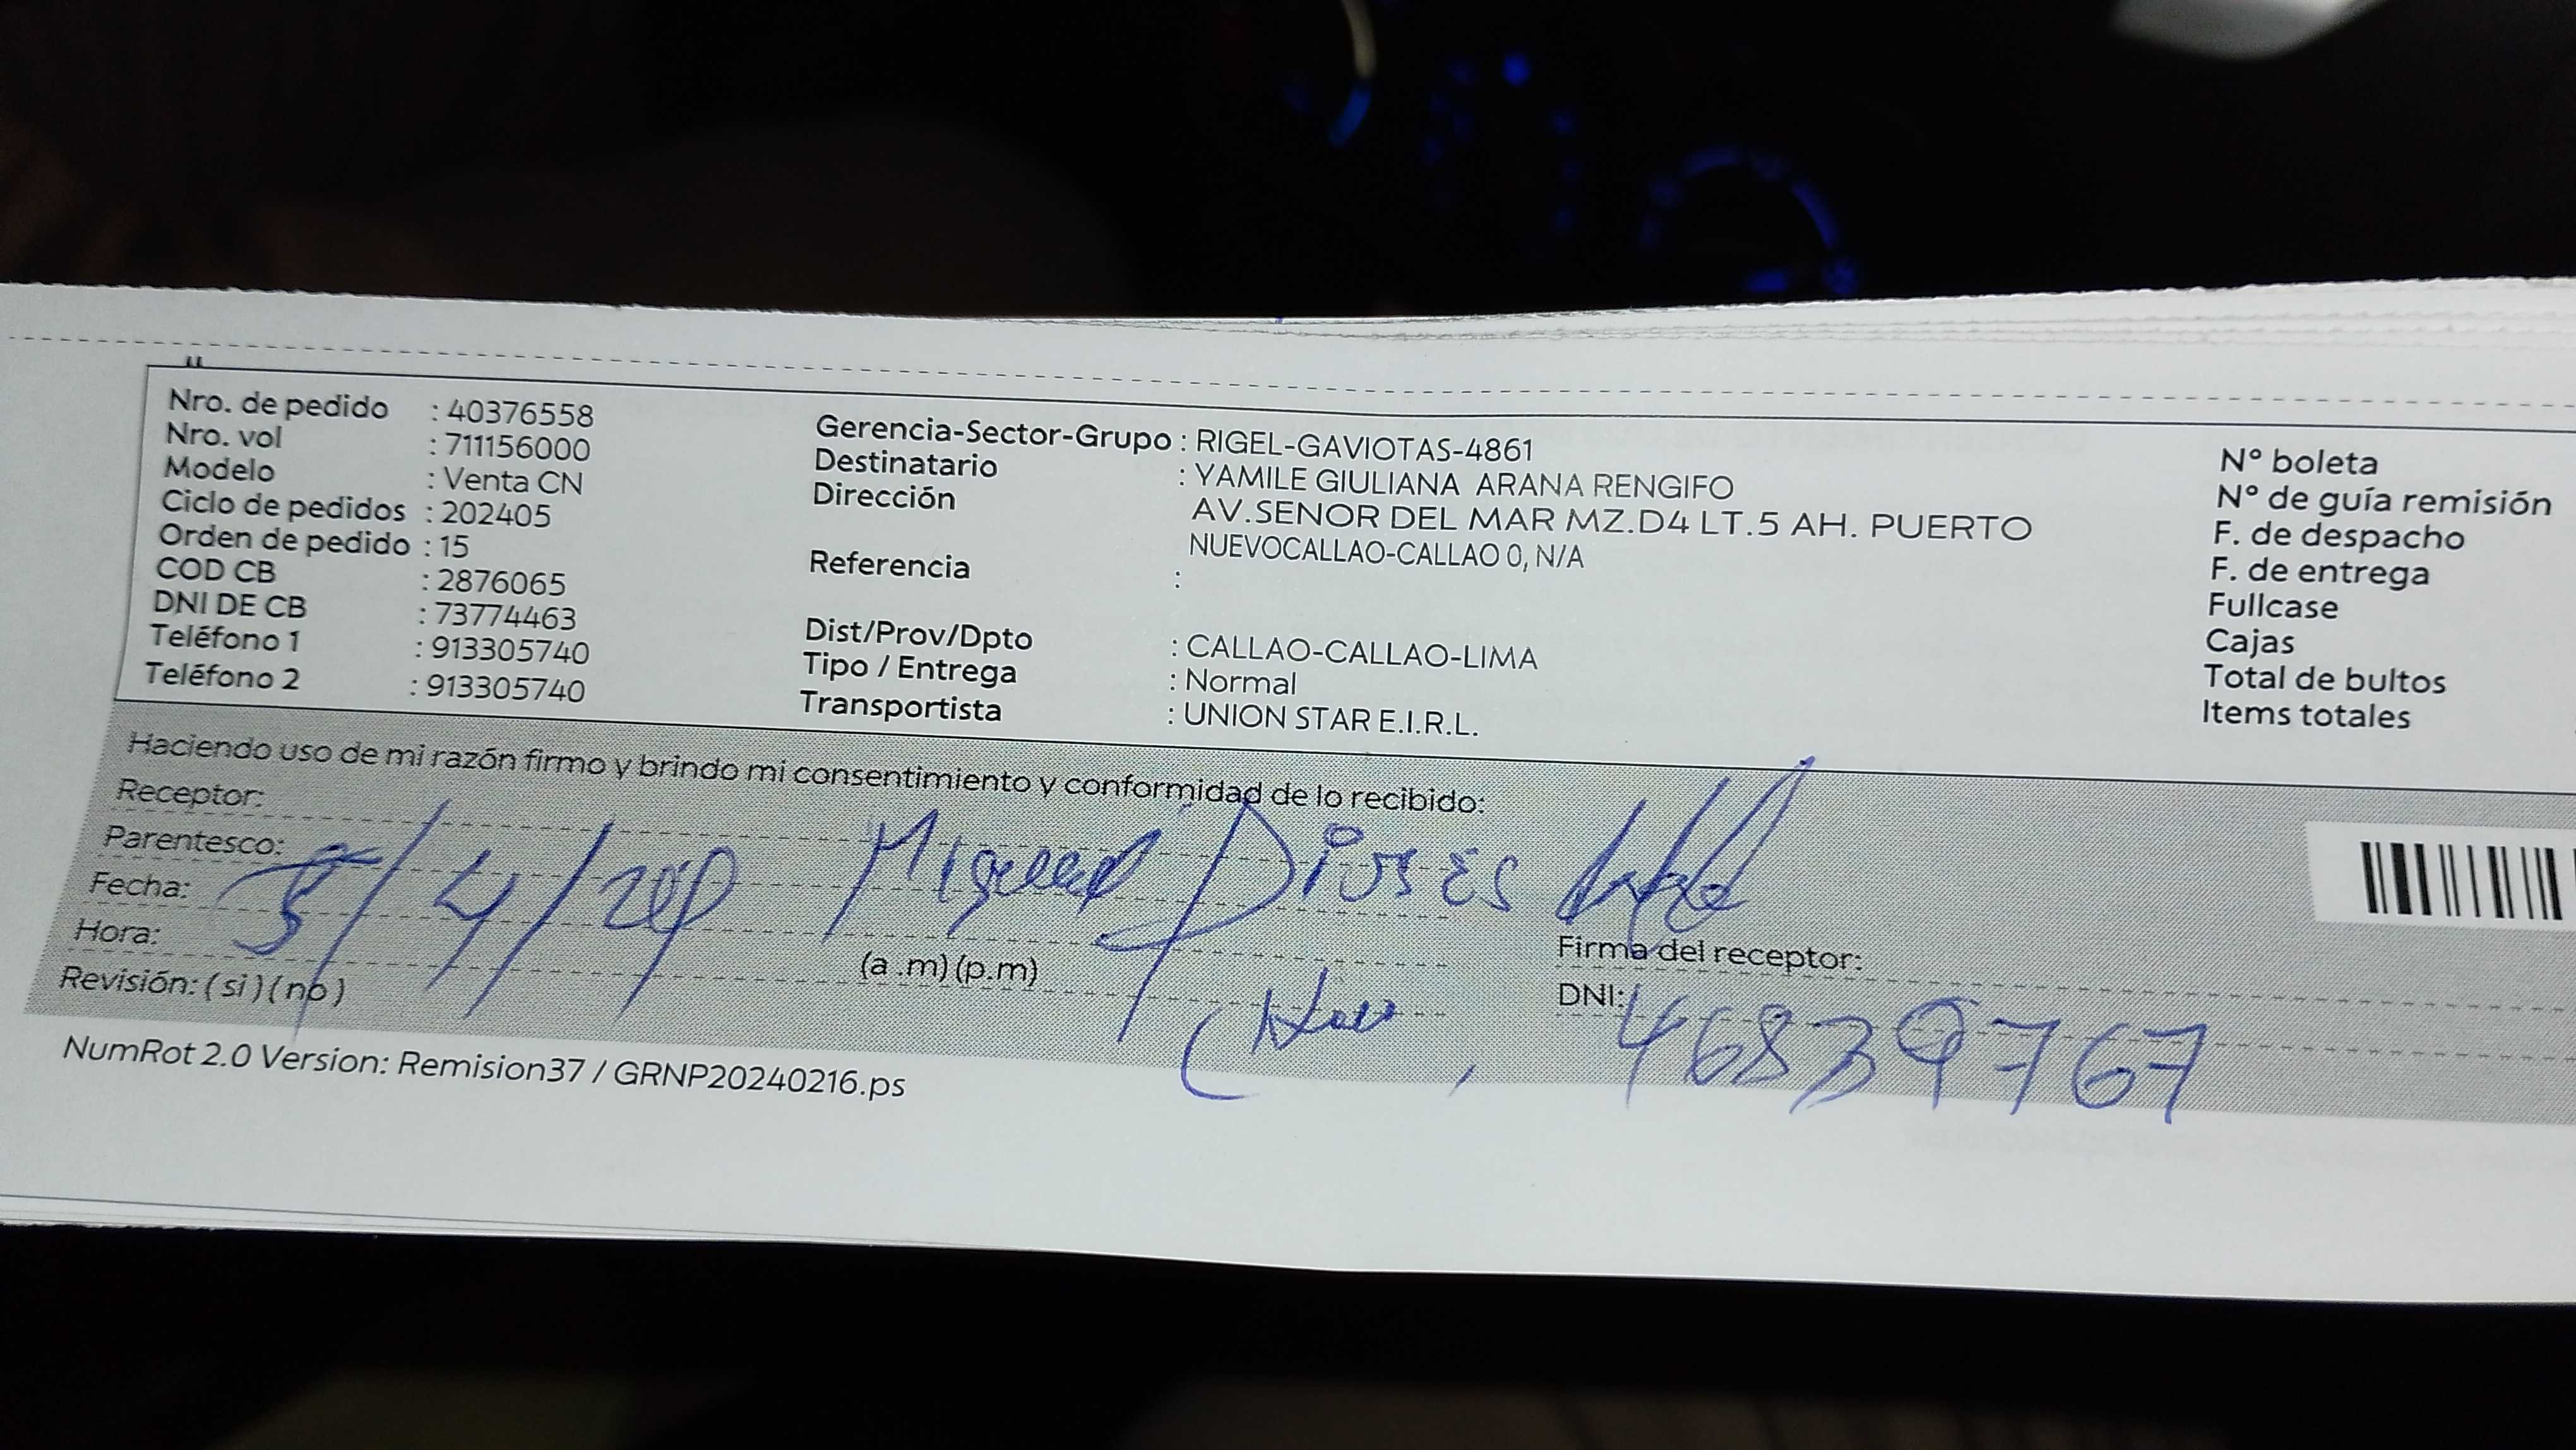 Nro. de pedido : 40376558
Nro. vol : 711156000
Modelo : Venta CN
Ciclo de pedidos : 202405
Orden de pedido : 15
COD CB : 2876065
DNI DE CB : 73774463
Teléfono 1 : 913305740
Teléfono 2 : 913305740
Gerencia-Sector-Grupo : RIGEL-GAVIOTAS-4861
Destinatario : YAMILE GIULIANA ARANA RENGIFO
Dirección AV.SENOR DEL MAR MZ.D4 LT.5 AH. PUERTO
NUEVOCALLAO-CALLAO 0, N/A
Referencia :
Dist/Prov/Dpto : CALLAO-CALLAO-LIMA
Tipo / Entrega : Normal
Transportista : UNION STAR E.I.R.L.
N° boleta
N° de guía remisión
F. de despacho
F. de entrega
Fullcase
Cajas
Total de bultos
Items totales
Haciendo uso de mi razón firmo y brindo mi consentimiento y conformidad de lo recibido:
Receptor:
Parentesco:
Miguel Dioses
Fecha:
Hora: (a .m) (p.m)
Firma del receptor:
Revisión: ( si ) ( no )
DNI: 46839767
NumRot 2.0 Version: Remision37 / GRNP20240216.ps